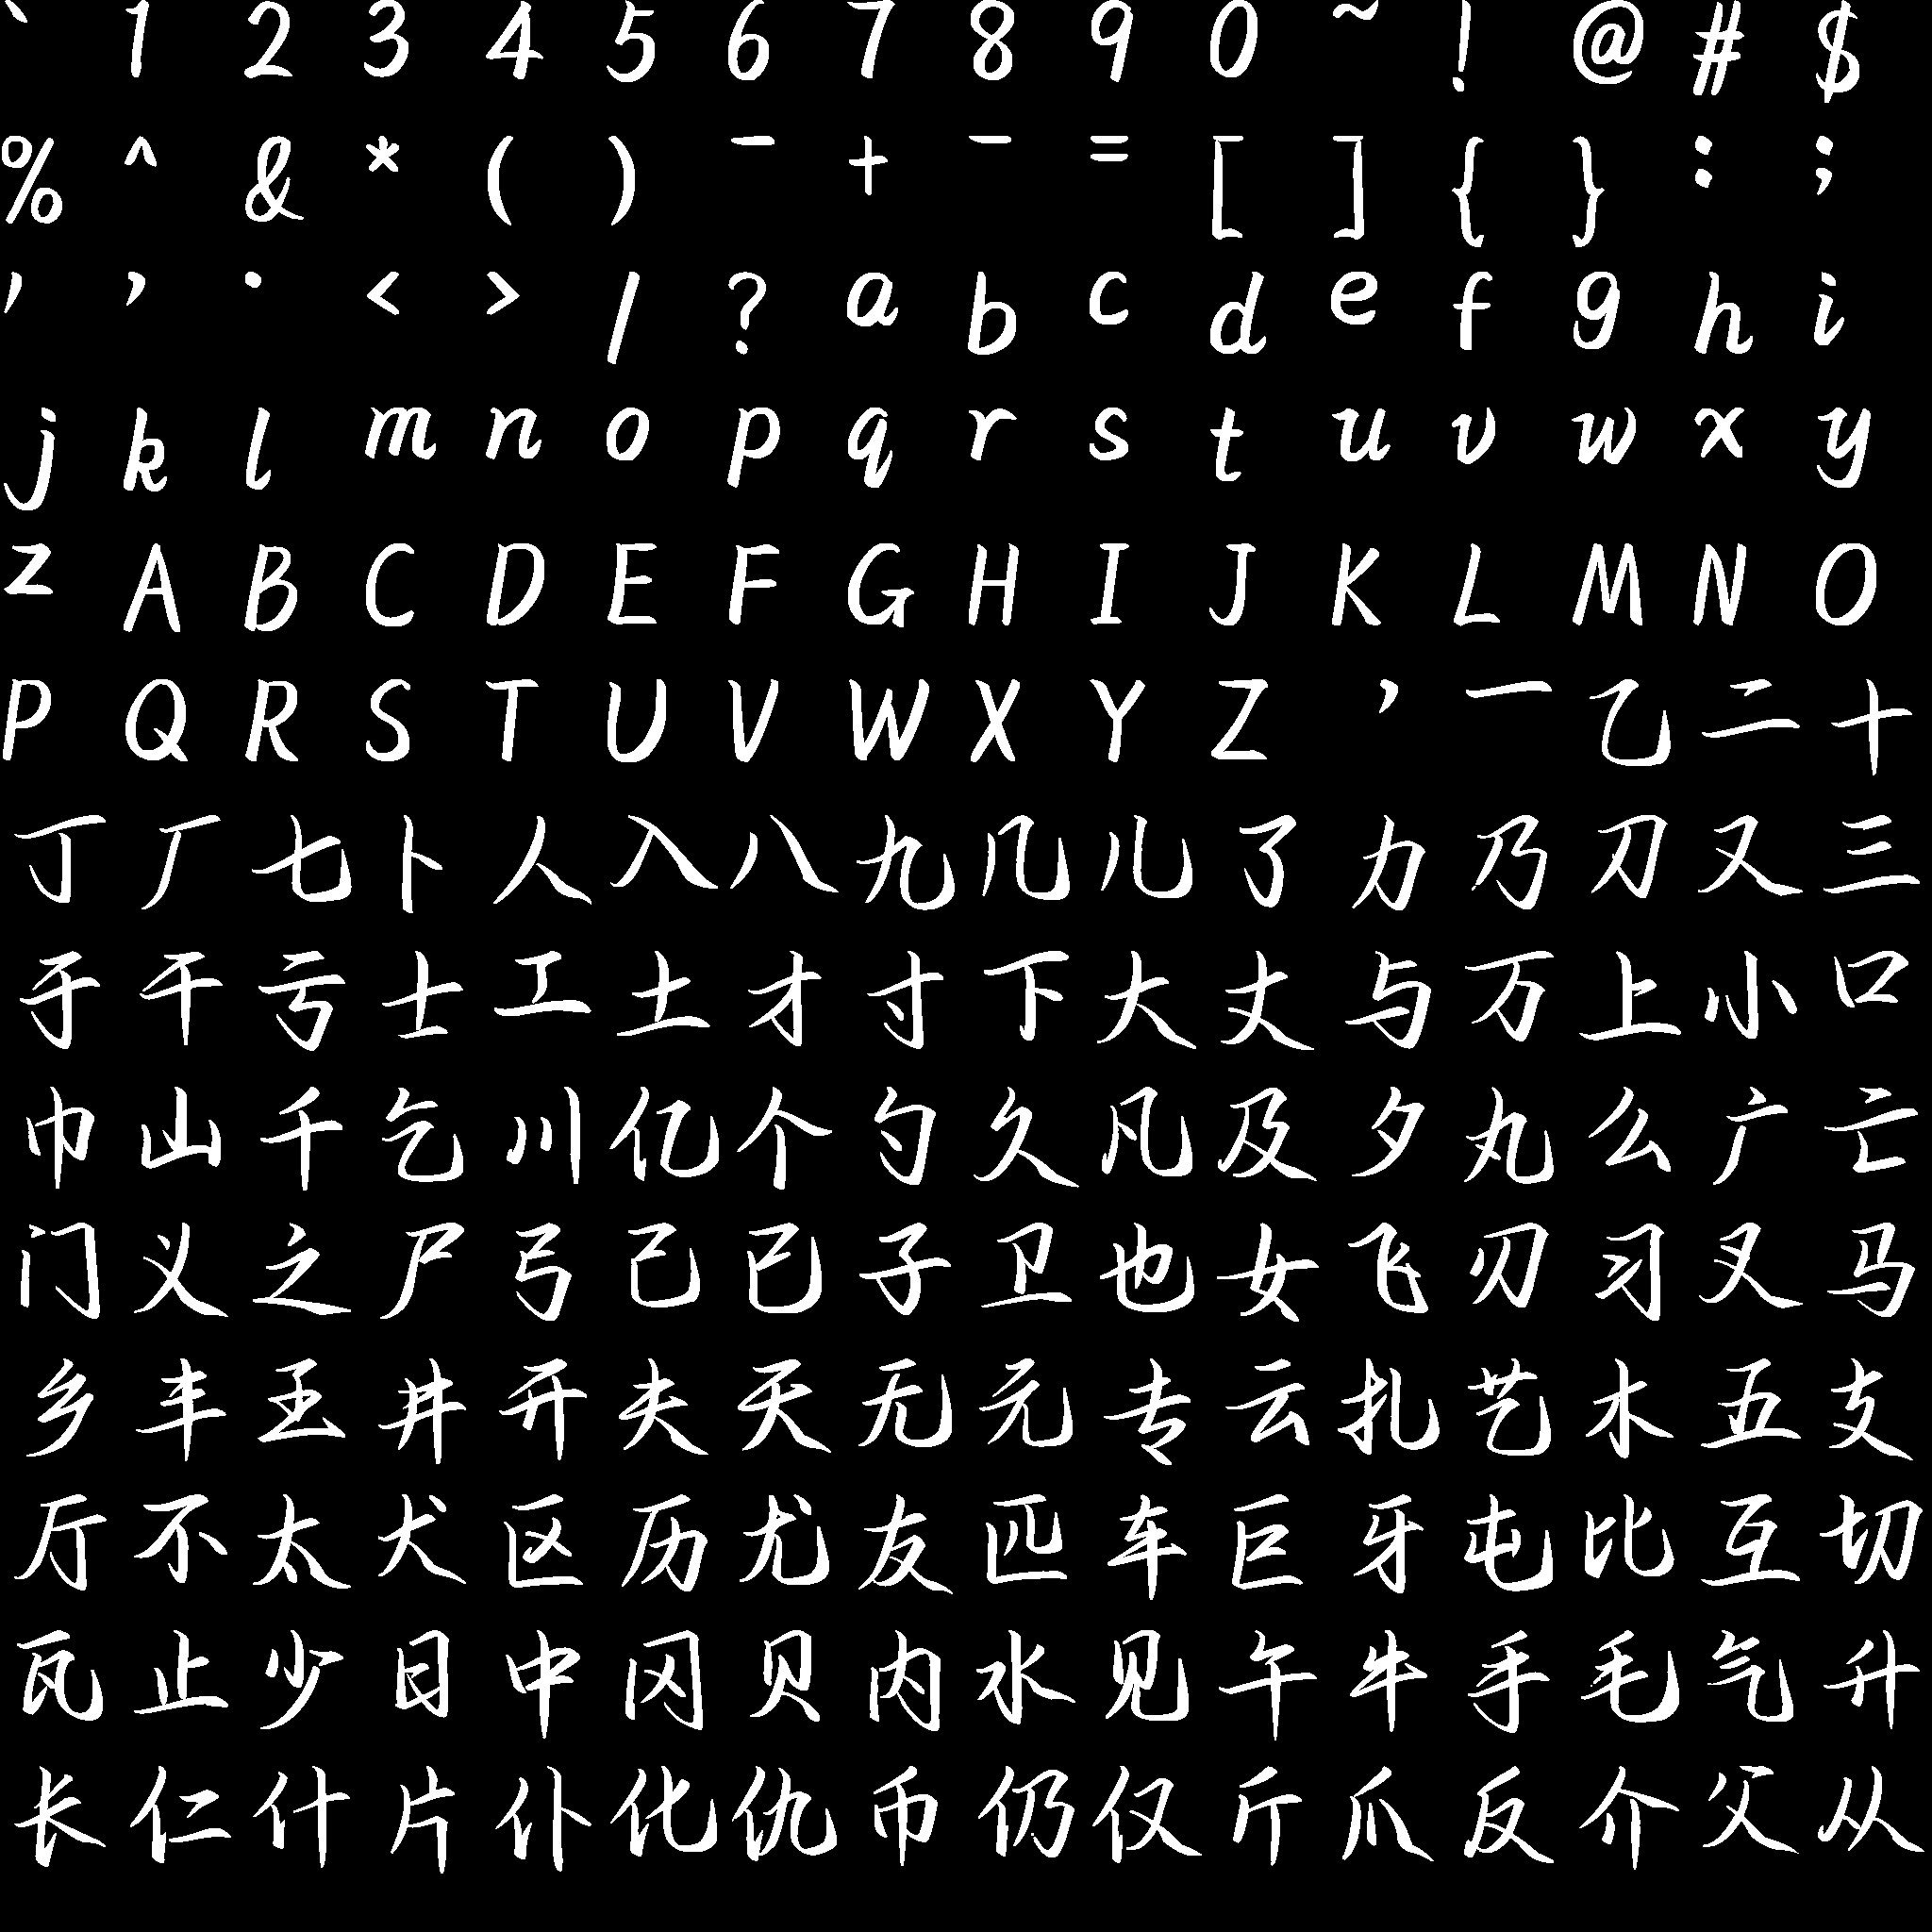 ` 1 2 3 4 5 6 7 8 9 0 ~ ! @ # $
% ^ & * ( ) - + - = [ ] { } : ;
' , . < > / ? a b c d e f g h i
j k l m n o p q r s t u v w x y
z A B C D E F G H I J K L M N O
P Q R S T U V W X Y Z , 一 乙 二 十
丁 厂 七 卜 人 入 八 九 几 儿 了 力 乃 刀 又 三
于 干 亏 士 工 土 才 寸 下 大 丈 与 万 上 小 口
巾 山 千 乞 川 亿 个 勺 久 凡 及 夕 丸 么 广 亡
门 义 之 尸 弓 己 已 子 卫 也 女 飞 刃 习 叉 马
乡 丰 王 井 开 夫 天 无 元 专 云 扎 艺 木 五 支
厅 不 太 犬 区 历 尤 友 匹 车 巨 牙 屯 比 互 切
瓦 止 少 日 中 冈 贝 内 水 见 午 牛 手 毛 气 升
长 仁 什 片 仆 化 仇 币 仍 仅 斤 爪 反 介 父 从